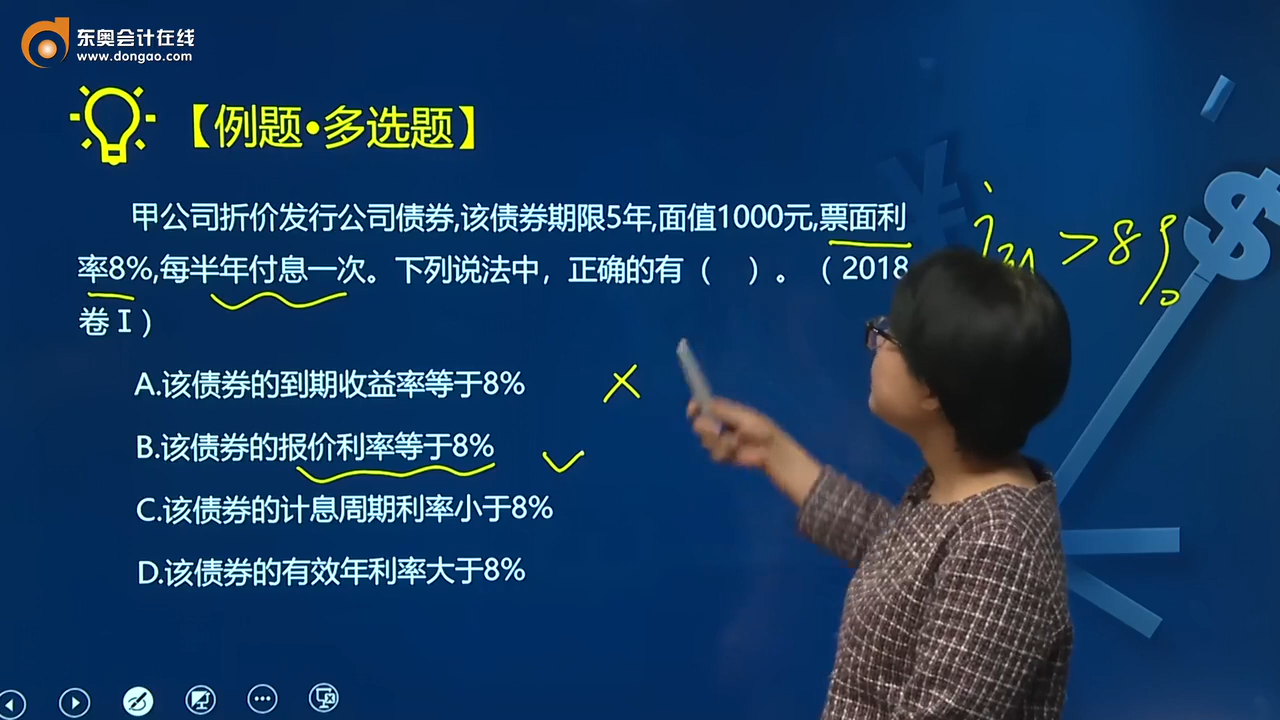 东奥会计在线
www.dongao.com
【例题•多选题】
甲公司折价发行公司债券,该债券期限5年,面值1000元,票面利
率8%,每半年付息一次。下列说法中，正确的有（　）。（2018
卷Ⅰ)
>8%
A.该债券的到期收益率等于8%
B.该债券的报价利率等于8%
C.该债券的计息周期利率小于8%
D.该债券的有效年利率大于8%